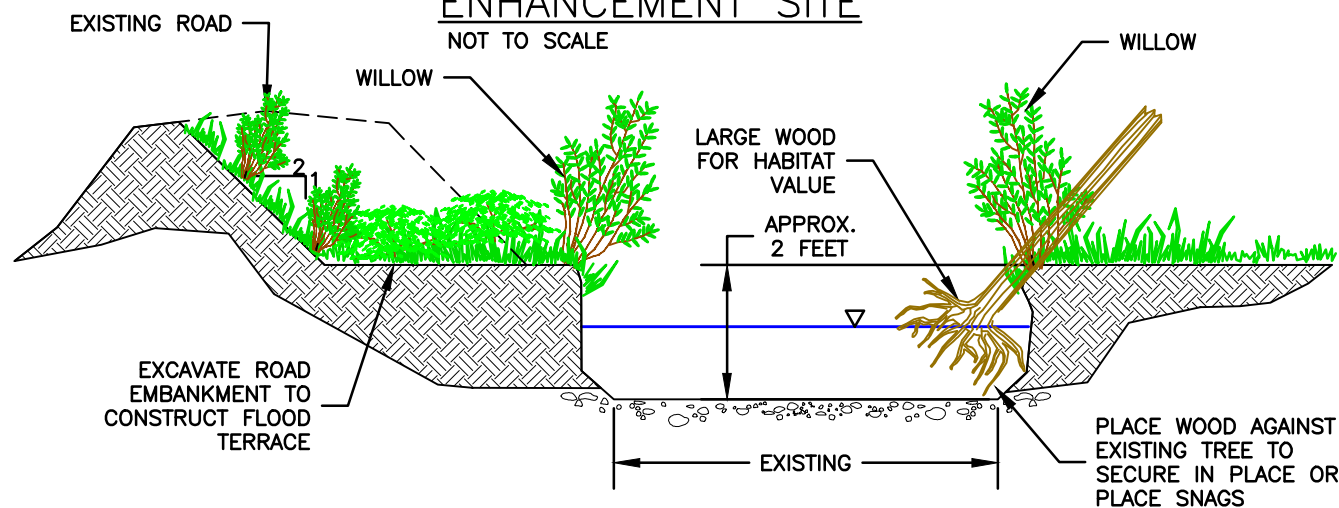 ENHANCEMENT SITE
NOT TO SCALE
EXISTING ROAD
WILLOW
WILLOW
LARGE WOOD
FOR HABITAT
VALUE
2
1
APPROX.
2 FEET
EXCAVATE ROAD
EMBANKMENT TO
CONSTRUCT FLOOD
TERRACE
EXISTING
PLACE WOOD AGAINST
EXISTING TREE TO
SECURE IN PLACE OR
PLACE SNAGS